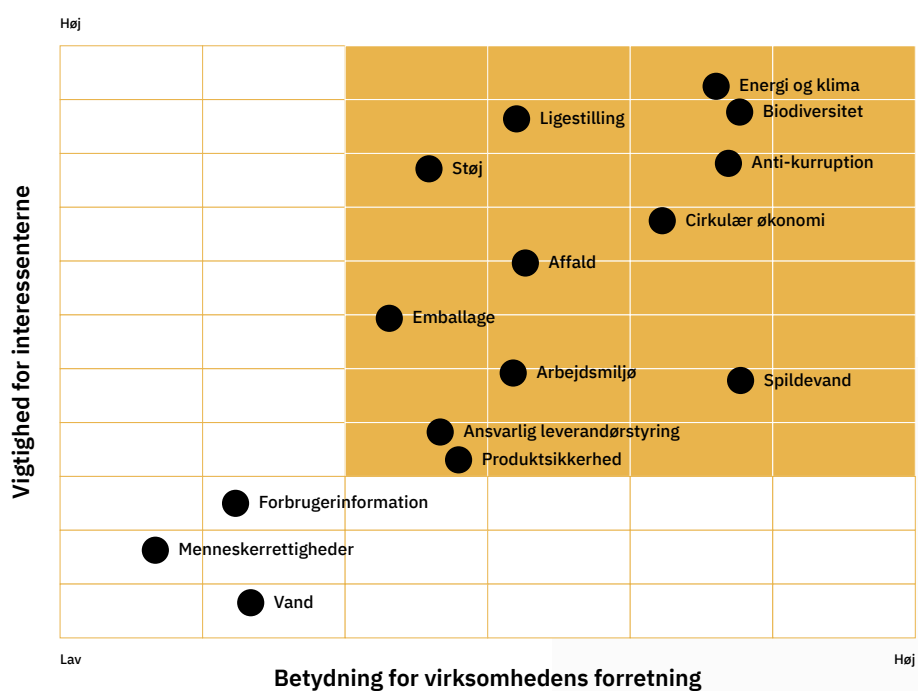 Høj
Energi og klima
Biodiversitet
Ligestilling
Anti-kurruption
Støj
Cirkulær økonomi
Affald
Emballage
Arbejdsmiljø
Spildevand
Ansvarlig leverandørstyring
Produktsikkerhed
Forbrugerinformation
Menneskerrettigheder
Vand
Vigtighed for interessenterne
Lav
Høj
Betydning for virksomhedens forretning